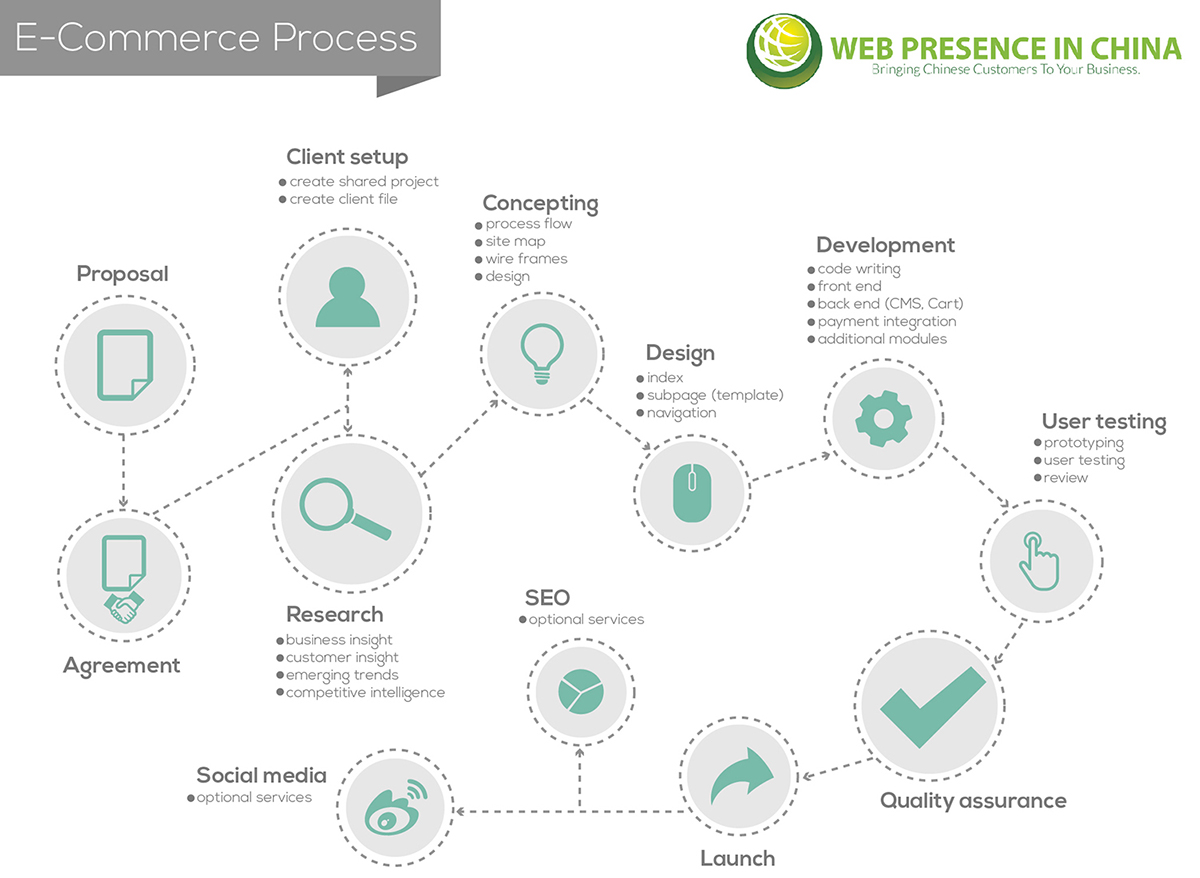 E-Commerce Process
WEB PRESENCE IN CHINA
Bringing Chinese Customers To Your Business.
Proposal
Agreement
Client setup
create shared project
create client file
Research
business insight
customer insight
emerging trends
competitive intelligence
Concepting
process flow
site map
wire frames
design
Design
index
subpage (template)
navigation
Development
code writing
front end
back end (CMS, Cart)
payment integration
additional modules
User testing
prototyping
user testing
review
Quality assurance
Launch
SEO
optional services
Social media
optional services